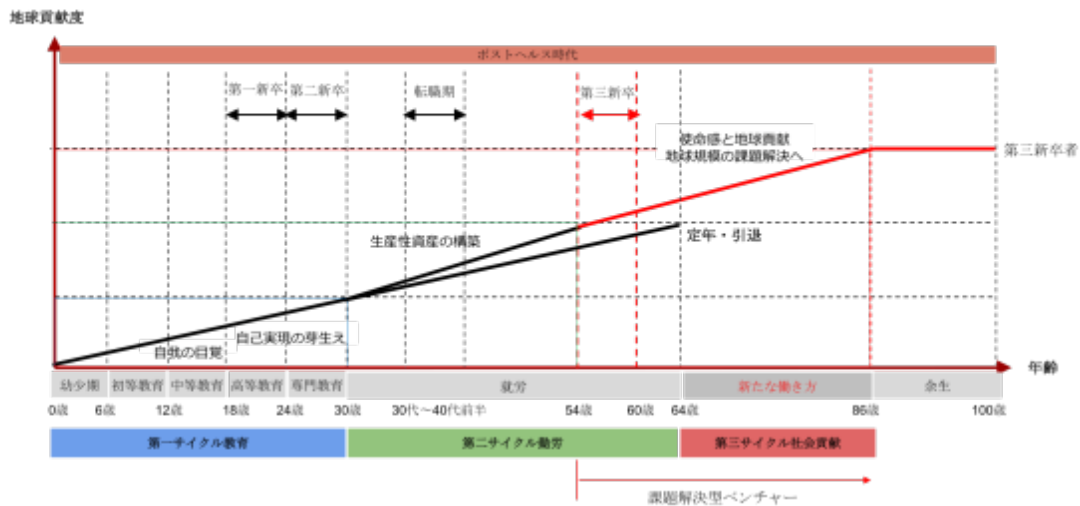 地球貢献度
ポストヘルス時代
第一新卒
第二新卒
転職期
第三新卒
使命感と地球貢献
地球規模の課題解決へ
第三新卒者
生産性資産の構築
定年・引退
自己実現の芽生え
自我の目覚
年齢
幼少期
初等教育
中等教育
高等教育
専門教育
就労
新たな働き方
余生
0歳
6歳
12歳
18歳
24歳
30歳
30代〜40代前半
54歳
60歳
64歳
86歳
100歳
第一サイクル教育
第二サイクル勤労
第三サイクル社会貢献
課題解決型ベンチャー